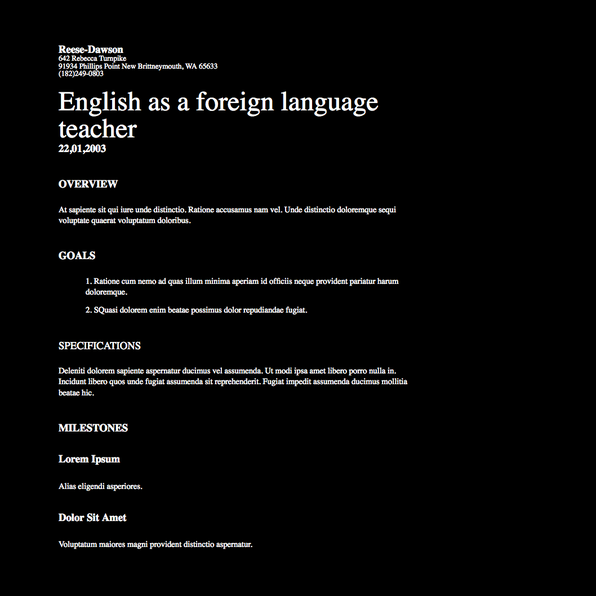 Reese-Dawson
642 Rebecca Turnpike
91934 Phillips Point New Brittneymouth, WA 65633
(182)249-0803
English as a foreign language
teacher
22,01,2003
OVERVIEW
At sapiente sit qui iure unde distinctio. Ratione accusamus nam vel. Unde distinctio doloremque sequi
voluptate quaerat voluptatum doloribus.
GOALS
1. Ratione cum nemo ad quas illum minima aperiam id officiis neque provident pariatur harum
doloremque.
2. SQuasi dolorem enim beatae possimus dolor repudiandae fugiat.
SPECIFICATIONS
Deleniti dolorem sapiente aspernatur ducimus vel assumenda. Ut modi ipsa amet libero porro nulla in.
Incidunt libero quos unde fugiat assumenda sit reprehenderit. Fugiat impedit assumenda ducimus mollitia
beatae hic.
MILESTONES
Lorem Ipsum
Alias eligendi asperiores.
Dolor Sit Amet
Voluptatum maiores magni provident distinctio aspernatur.